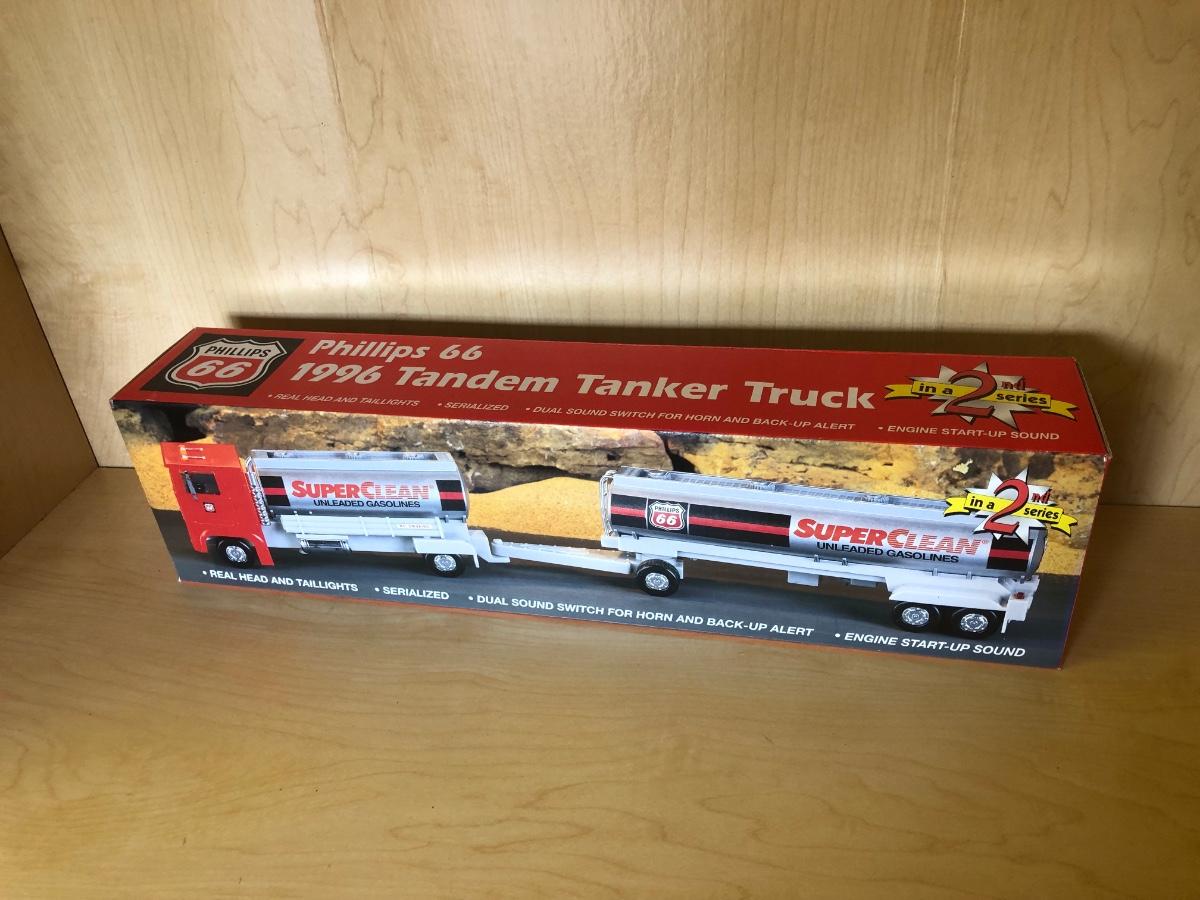 PHILLIPS
66
Phillips 66
1996 Tandem Tanker Truck
in a 2nd series
• REAL HEAD AND TAILLIGHTS • SERIALIZED • DUAL SOUND SWITCH FOR HORN AND BACK-UP ALERT • ENGINE START-UP SOUND
SUPERCLEAN®
UNLEADED GASOLINES
PHILLIPS
66
SUPERCLEAN®
UNLEADED GASOLINES
in a 2nd series
• REAL HEAD AND TAILLIGHTS • SERIALIZED • DUAL SOUND SWITCH FOR HORN AND BACK-UP ALERT • ENGINE START-UP SOUND